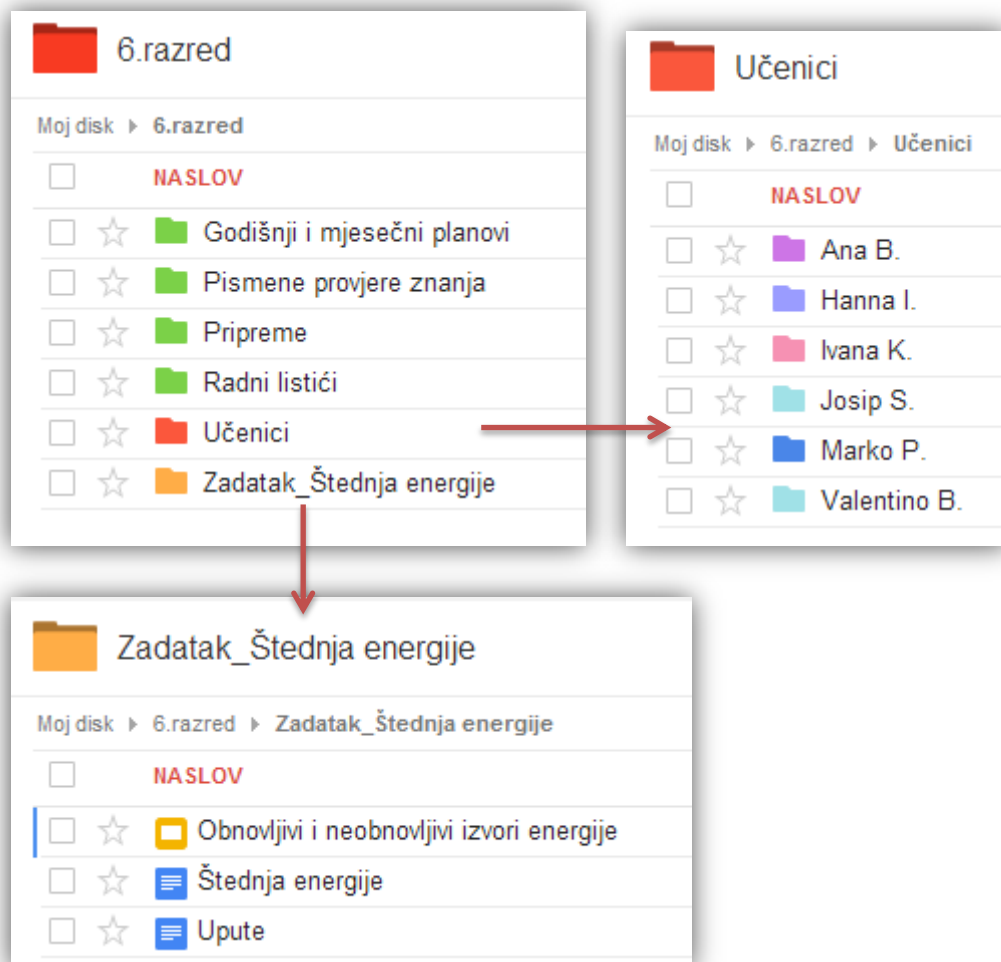 6.razred
Moj disk ▸ 6.razred
NASLOV
Godišnji i mjesečni planovi
Pismene provjere znanja
Pripreme
Radni listići
Učenici
Zadatak_Štednja energije
Učenici
Moj disk ▸ 6.razred ▸ Učenici
NASLOV
Ana B.
Hanna I.
Ivana K.
Josip S.
Marko P.
Valentino B.
Zadatak_Štednja energije
Moj disk ▸ 6.razred ▸ Zadatak_Štednja energije
NASLOV
Obnovljivi i neobnovljivi izvori energije
Štednja energije
Upute